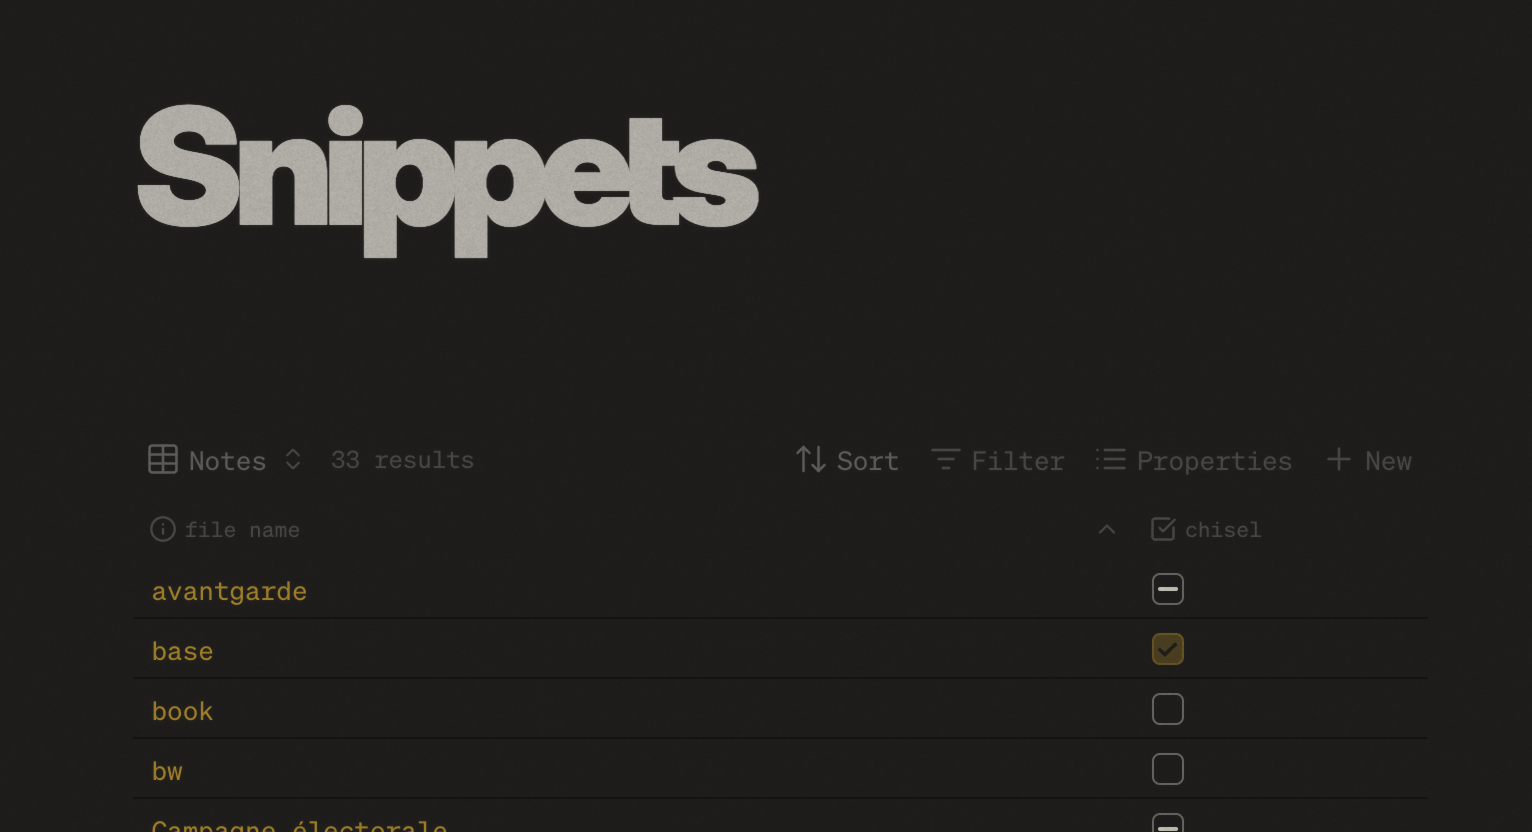 Snippets
Notes 33 results Sort Filter Properties + New
file name chisel
avantgarde
base
book
bw
Campagne électorale